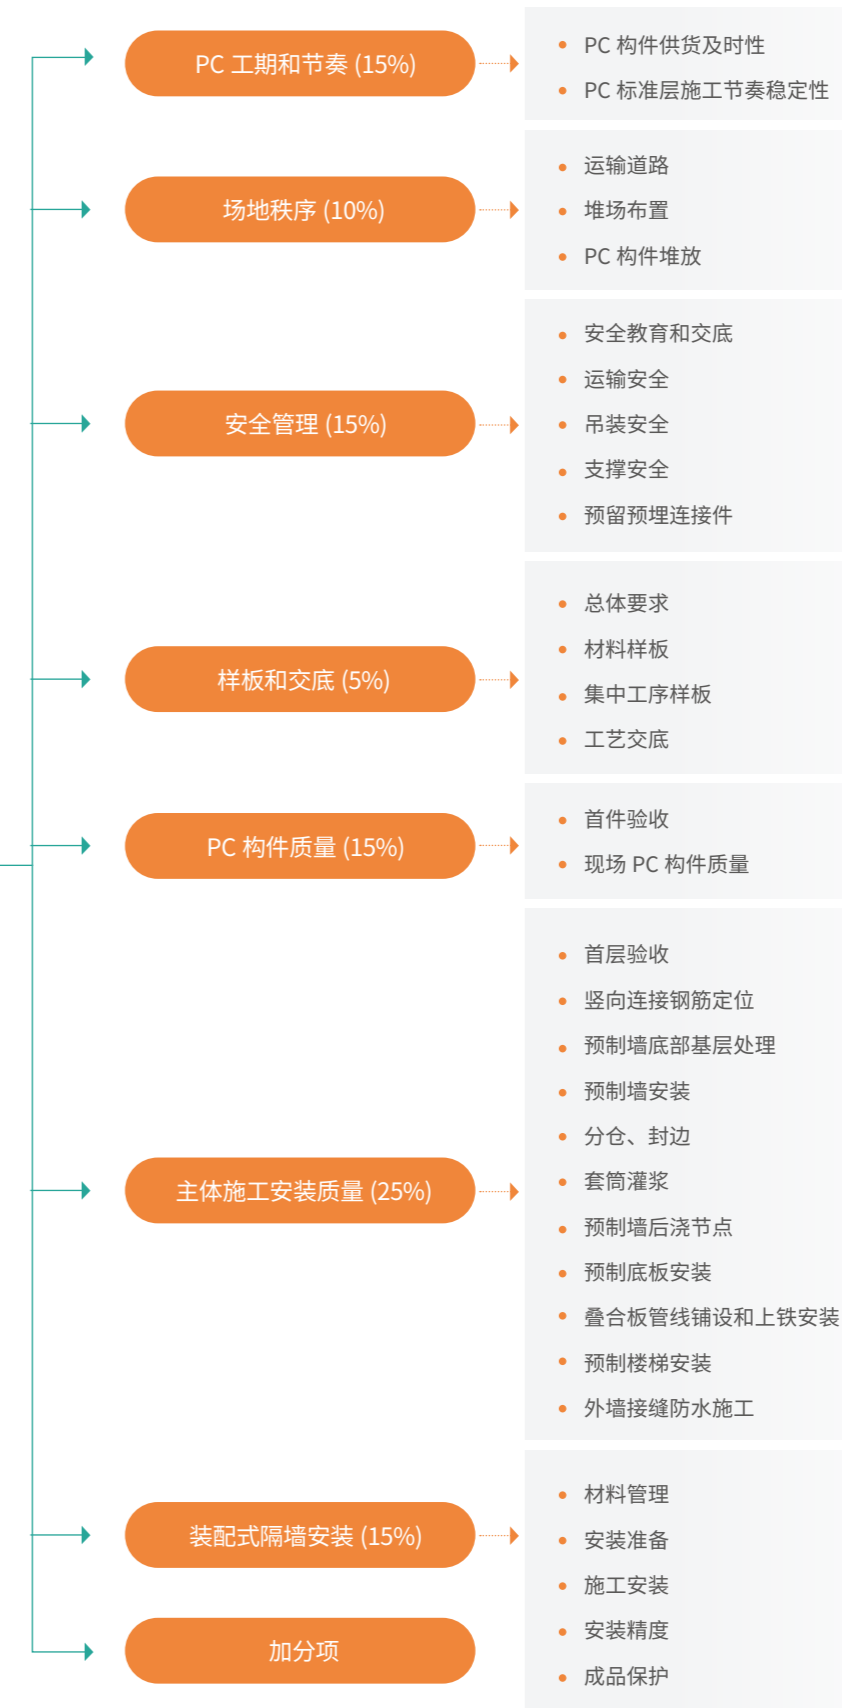 PC 工期和节奏 (15%)
PC 构件供货及时性
PC 标准层施工节奏稳定性
场地秩序 (10%)
运输道路
堆场布置
PC 构件堆放
安全管理 (15%)
安全教育和交底
运输安全
吊装安全
支撑安全
预留预埋连接件
样板和交底 (5%)
总体要求
材料样板
集中工序样板
工艺交底
PC 构件质量 (15%)
首件验收
现场 PC 构件质量
主体施工安装质量 (25%)
首层验收
竖向连接钢筋定位
预制墙底部基层处理
预制墙安装
分仓、封边
套筒灌浆
预制墙后浇节点
预制底板安装
叠合板管线铺设和上铁安装
预制楼梯安装
外墙接缝防水施工
装配式隔墙安装 (15%)
材料管理
安装准备
施工安装
安装精度
成品保护
加分项